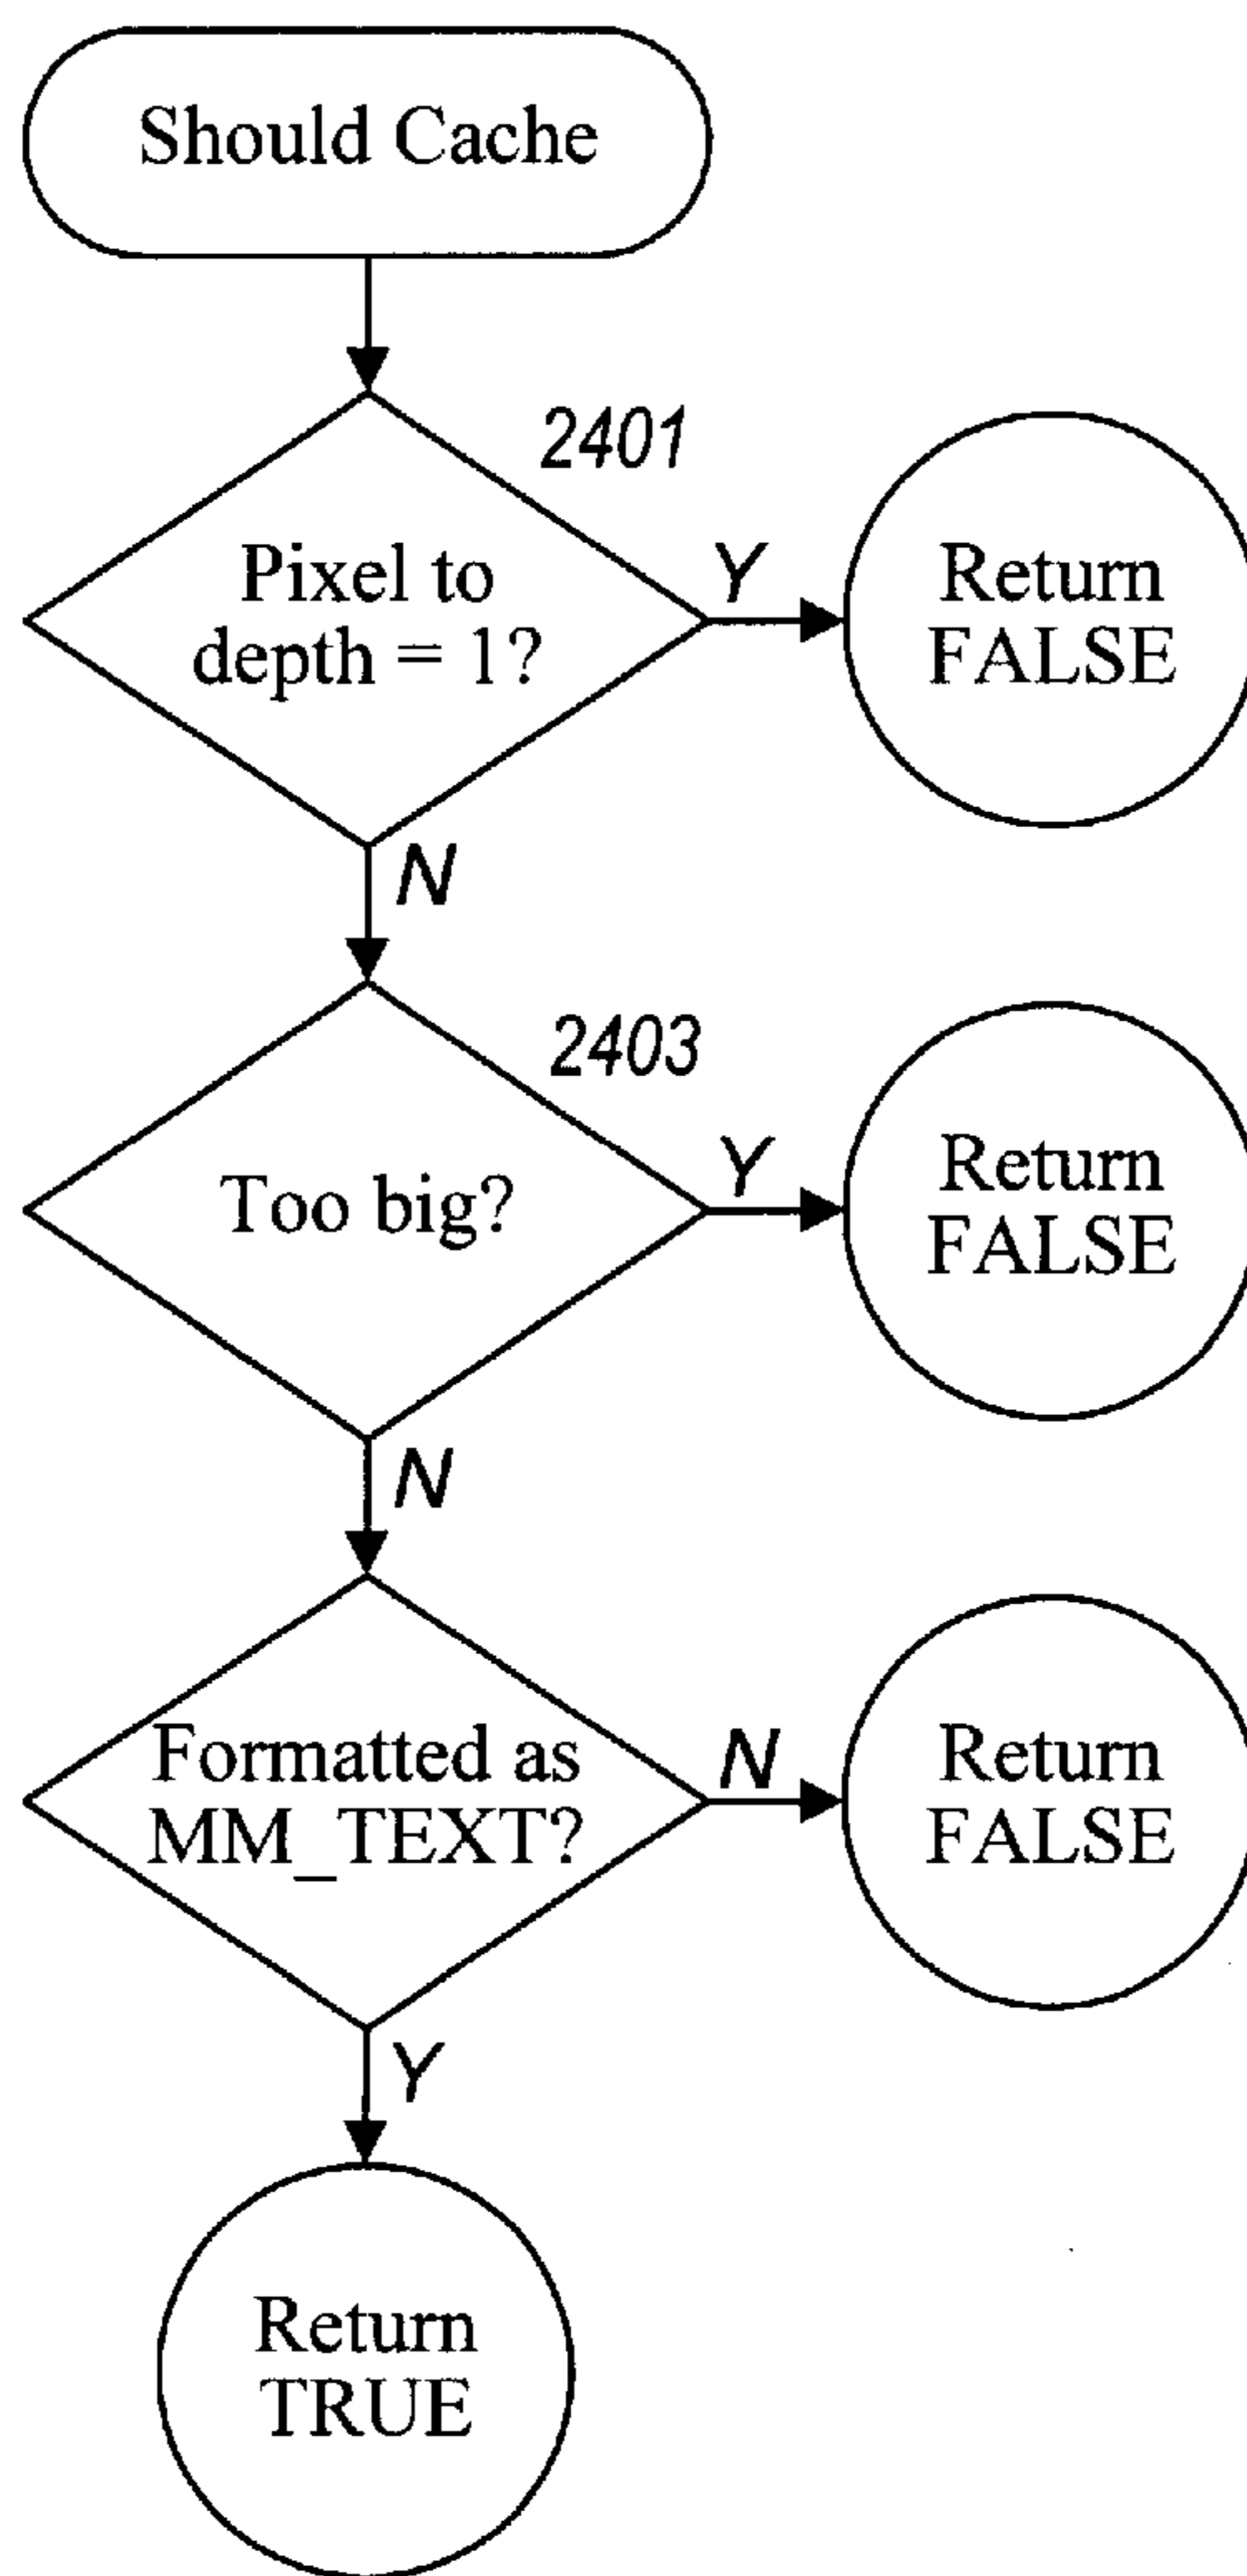 Should Cache
2401
Pixel to
depth = 1?
Y
Return
FALSE
N
2403
Too big?
Y
Return
FALSE
N
Formatted as
MM_TEXT?
N
Return
FALSE
Y
Return
TRUE